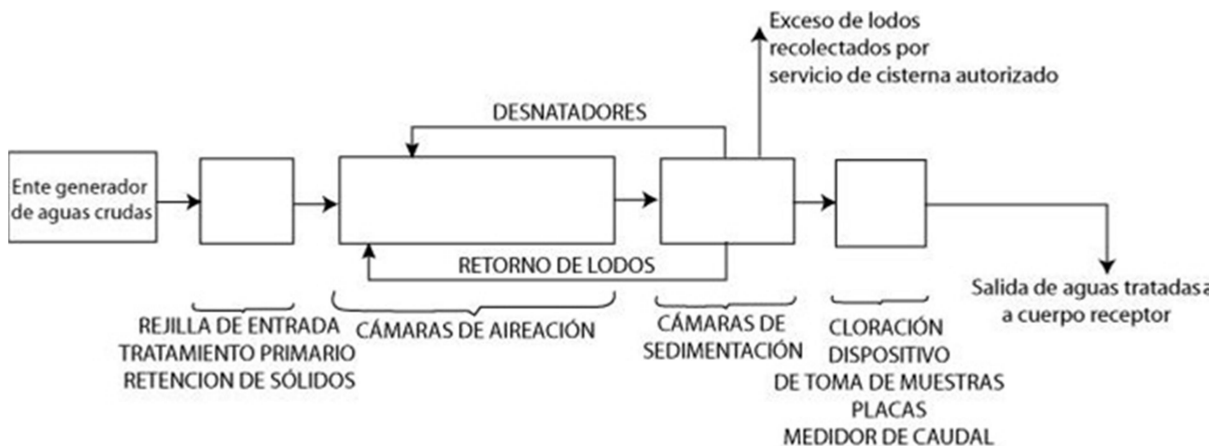 Exceso de lodos
recolectados por
servicio de cisterna autorizado
DESNATADORES
Ente generador
de aguas crudas
RETORNO DE LODOS
Salida de aguas tratadas
a cuerpo receptor
REJILLA DE ENTRADA
TRATAMIENTO PRIMARIO
RETENCION DE SÓLIDOS
CÁMARAS DE AIREACIÓN
CÁMARAS DE
SEDIMENTACIÓN
CLORACIÓN
DISPOSITIVO
DE TOMA DE MUESTRAS
PLACAS
MEDIDOR DE CAUDAL